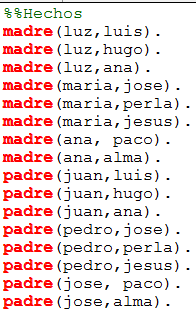 %%Hechos
madre(luz,luis).
madre(luz,hugo).
madre(luz,ana).
madre(maria,jose).
madre(maria,perla).
madre(maria,jesus).
madre(ana, paco).
madre(ana,alma).
padre(juan,luis).
padre(juan,hugo).
padre(juan,ana).
padre(pedro,jose).
padre(pedro,perla).
padre(pedro,jesus).
padre(jose, paco).
padre(jose,alma).